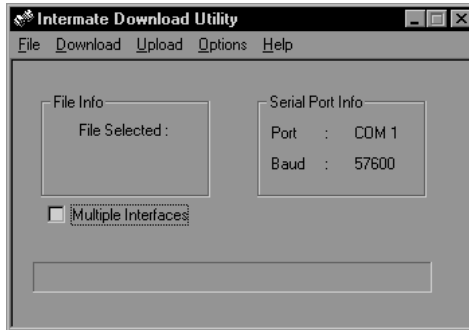 Intermate Download Utility
File Download Upload Options Help
File Info
File Selected :
Serial Port Info
Port : COM 1
Baud : 57600
Multiple Interfaces